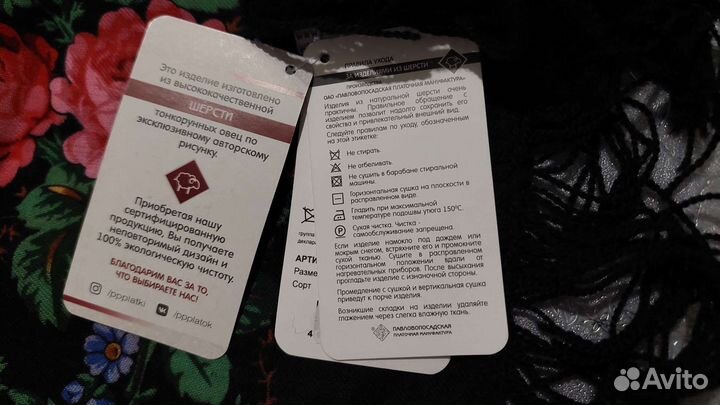 Это изделие изготовлено
из высококачественной
ШЕРСТИ
тонкорунных овец по
эксклюзивному авторскому
рисунку.
Приобретая нашу
сертифицированную
продукцию, Вы получаете
неповторимый дизайн и
100% экологическую чистоту.
БЛАГОДАРИМ ВАС ЗА ТО,
ЧТО ВЫБИРАЕТЕ НАС!
/ppplatki
/ppplatok
группа
деклар
АРТИ
Разме
Сорт
4
ПРАВИЛА УХОДА
ЗА ИЗДЕЛИЯМИ ИЗ ШЕРСТИ
ПРОИЗВОДСТВА
ОАО «ПАВЛОВОПОСАДСКАЯ ПЛАТОЧНАЯ МАНУФАКТУРА»
Изделия из натуральной шерсти очень
практичны. Правильное обращение с
изделием позволит надолго сохранить его
свойства и привлекательный внешний вид.
Следуйте правилам по уходу, обозначенным
на этой этикетке:
Не стирать.
Не отбеливать.
Не сушить в барабане стиральной
машины.
Горизонтальная сушка на плоскости в
расправленном виде.
Гладить при максимальной
температуре подошвы утюга 150°С.
Сухая чистка. Чистка -
самообслуживание запрещена.
Если изделие намокло под дождем или
мокрым снегом, встряхните его и промокните
сухой тканью. Сушите в расправленном
горизонтальном положении вдали от
нагревательных приборов. После высыхания
прогладьте изделие с изнаночной стороны.
Промедление с сушкой и вертикальная сушка
приведут к порче изделия.
Возникшие складки на изделии удаляйте
глажением через слегка влажную ткань.
ПАВЛОВОПОСАДСКАЯ
ПЛАТОЧНАЯ МАНУФАКТУРА
Avito